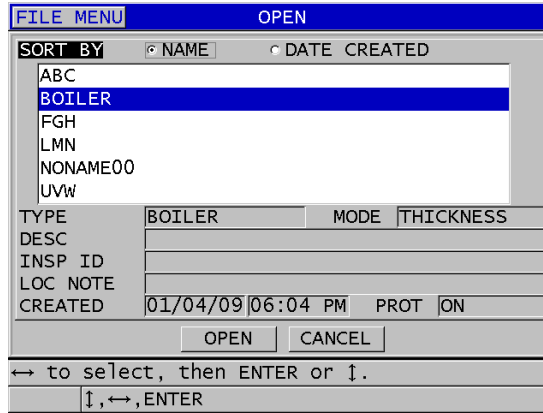 FILE MENU OPEN
SORT BY NAME DATE CREATED
ABC
BOILER
FGH
LMN
NONAME00
UVW
TYPE BOILER MODE THICKNESS
DESC
INSP ID
LOC NOTE
CREATED 01/04/09 06:04 PM PROT ON
OPEN CANCEL
↔ to select, then ENTER or ↕.
↕,↔,ENTER